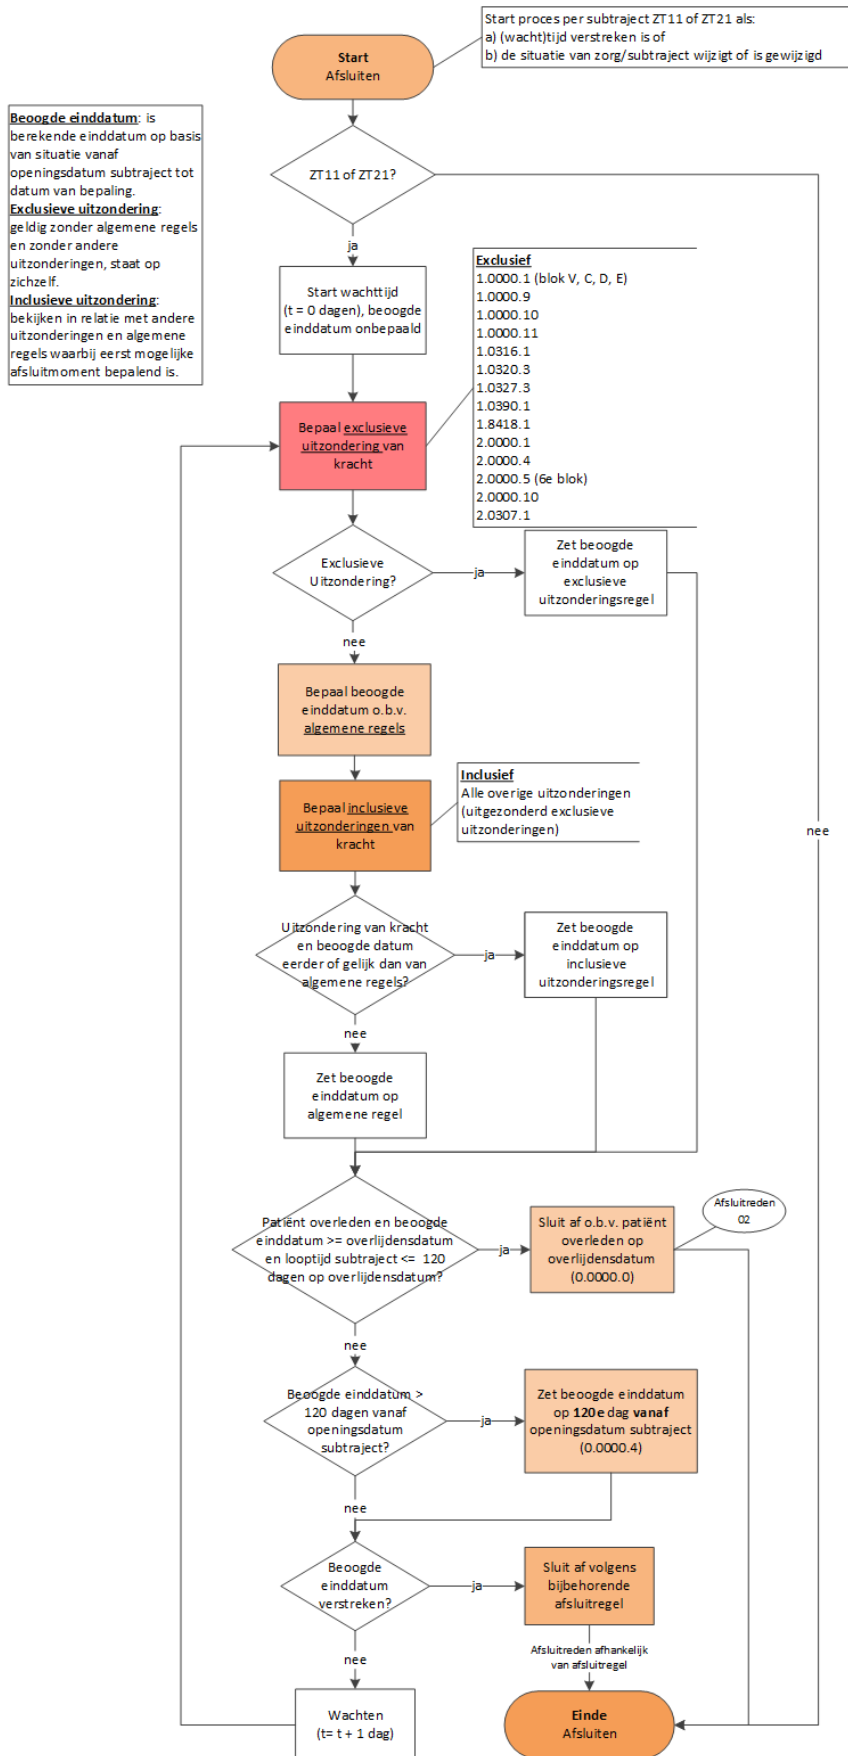 Start proces per subtraject ZT11 of ZT21 als:
a) (wacht)tijd verstreken is of
b) de situatie van zorg/subtraject wijzigt of is gewijzigd
Start
Afsluiten
Beoogde einddatum: is
berekende einddatum op basis
van situatie vanaf
openingsdatum subtraject tot
datum van bepaling.
Exclusieve uitzondering:
geldig zonder algemene regels
en zonder andere
uitzonderingen, staat op
zichzelf.
Inclusieve uitzondering:
bekijken in relatie met andere
uitzonderingen en algemene
regels waarbij eerst mogelijke
afsluitmoment bepalend is.
ZT11 of ZT21?
ja
Start wachttijd
(t = 0 dagen), beoogde
einddatum onbepaald
Exclusief
1.0000.1 (blok V, C, D, E)
1.0000.9
1.0000.10
1.0000.11
1.0316.1
1.0320.3
1.0327.3
1.0390.1
1.8418.1
2.0000.1
2.0000.4
2.0000.5 (6e blok)
2.0000.10
2.0307.1
Bepaal exclusieve
uitzondering van
kracht
Exclusieve
Uitzondering?
ja
Zet beoogde
einddatum op
exclusieve
uitzonderingsregel
nee
Bepaal beoogde
einddatum o.b.v.
algemene regels
Bepaal inclusieve
uitzonderingen van
kracht
Inclusief
Alle overige uitzonderingen
(uitgezonderd exclusieve
uitzonderingen)
nee
Uitzondering van kracht
en beoogde datum
eerder of gelijk dan van
algemene regels?
ja
Zet beoogde
einddatum op
inclusieve
uitzonderingsregel
nee
Zet beoogde
einddatum op
algemene regel
Patiënt overleden en beoogde
einddatum >= overlijdensdatum
en looptijd subtraject <= 120
dagen op overlijdensdatum?
ja
Sluit af o.b.v. patiënt
overleden op
overlijdensdatum
(0.0000.0)
Afsluitreden
02
nee
Beoogde einddatum >
120 dagen vanaf
openingsdatum
subtraject?
ja
Zet beoogde einddatum
op 120e dag vanaf
openingsdatum subtraject
(0.0000.4)
nee
Beoogde
einddatum
verstreken?
ja
Sluit af volgens
bijbehorende
afsluitregel
Afsluitreden afhankelijk
van afsluitregel
nee
Wachten
(t= t + 1 dag)
Einde
Afsluiten